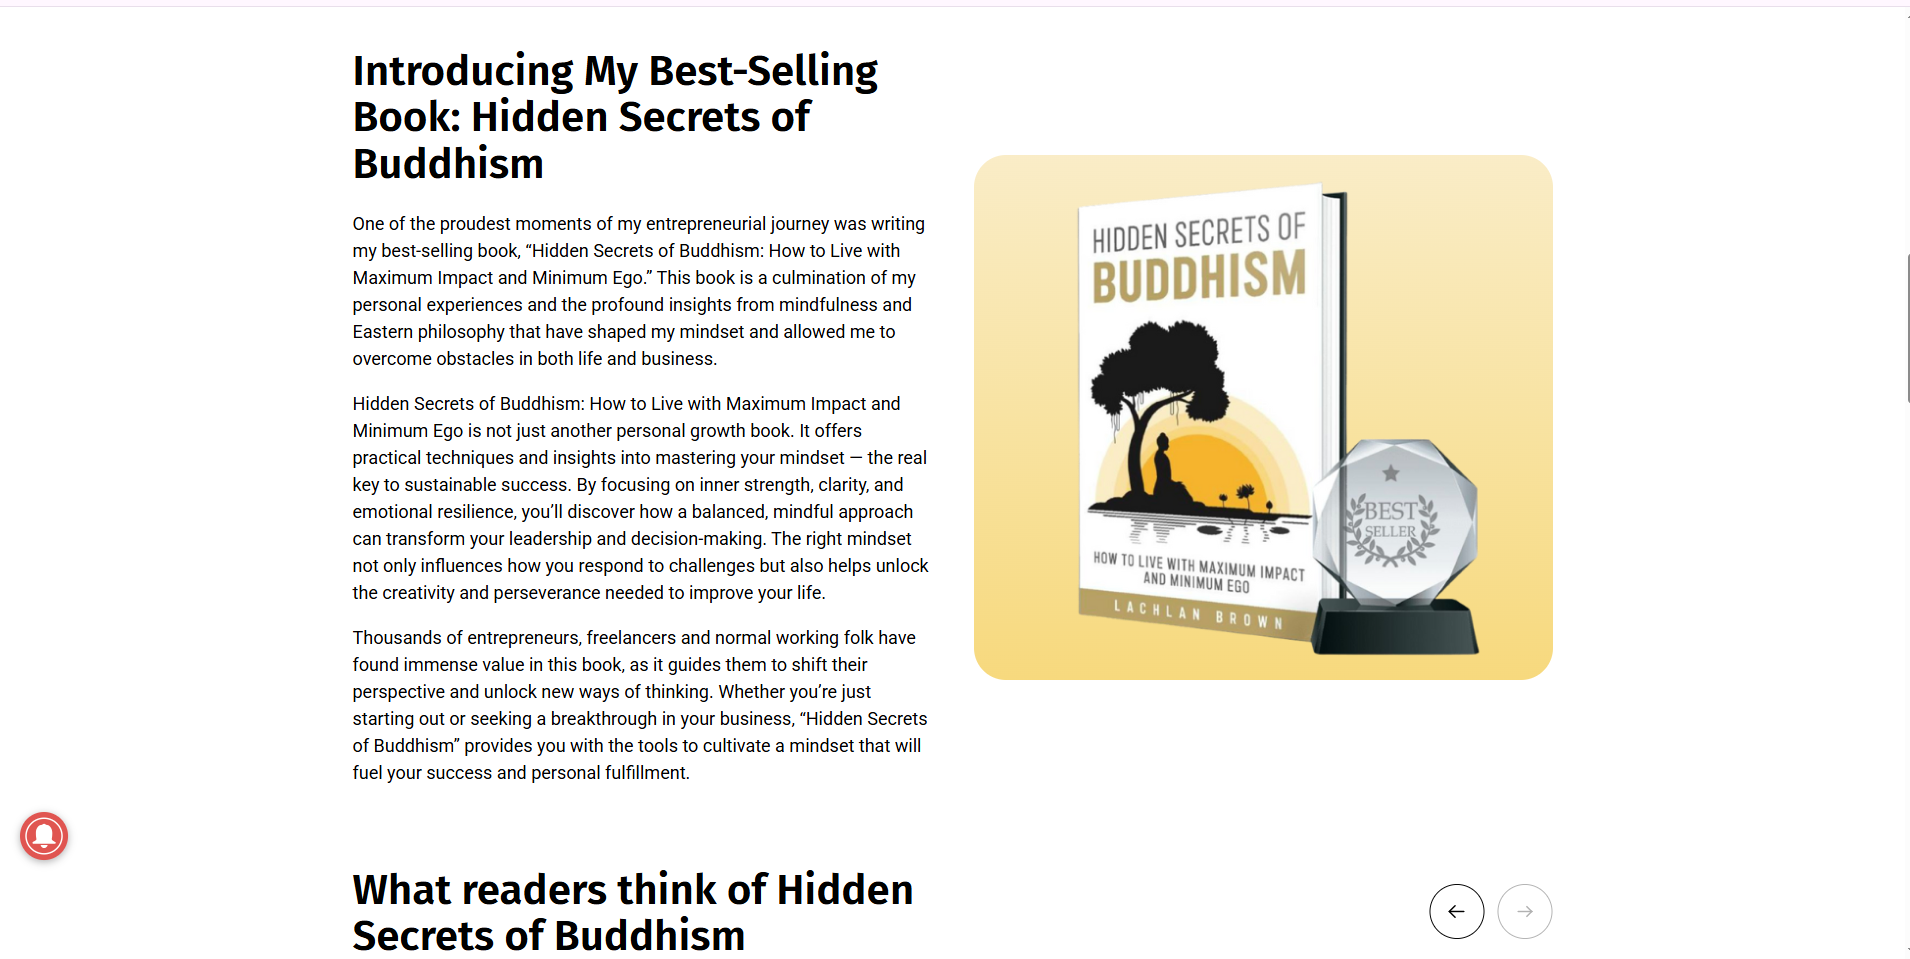 Introducing My Best-Selling
Book: Hidden Secrets of
Buddhism
One of the proudest moments of my entrepreneurial journey was writing
my best-selling book, “Hidden Secrets of Buddhism: How to Live with
Maximum Impact and Minimum Ego.” This book is a culmination of my
personal experiences and the profound insights from mindfulness and
Eastern philosophy that have shaped my mindset and allowed me to
overcome obstacles in both life and business.
Hidden Secrets of Buddhism: How to Live with Maximum Impact and
Minimum Ego is not just another personal growth book. It offers
practical techniques and insights into mastering your mindset — the real
key to sustainable success. By focusing on inner strength, clarity, and
emotional resilience, you’ll discover how a balanced, mindful approach
can transform your leadership and decision-making. The right mindset
not only influences how you respond to challenges but also helps unlock
the creativity and perseverance needed to improve your life.
Thousands of entrepreneurs, freelancers and normal working folk have
found immense value in this book, as it guides them to shift their
perspective and unlock new ways of thinking. Whether you’re just
starting out or seeking a breakthrough in your business, “Hidden Secrets
of Buddhism” provides you with the tools to cultivate a mindset that will
fuel your success and personal fulfillment.
HIDDEN SECRETS OF
BUDDHISM
HOW TO LIVE WITH MAXIMUM IMPACT
AND MINIMUM EGO
LACHLAN BROWN
BEST
SELLER
What readers think of Hidden
Secrets of Buddhism